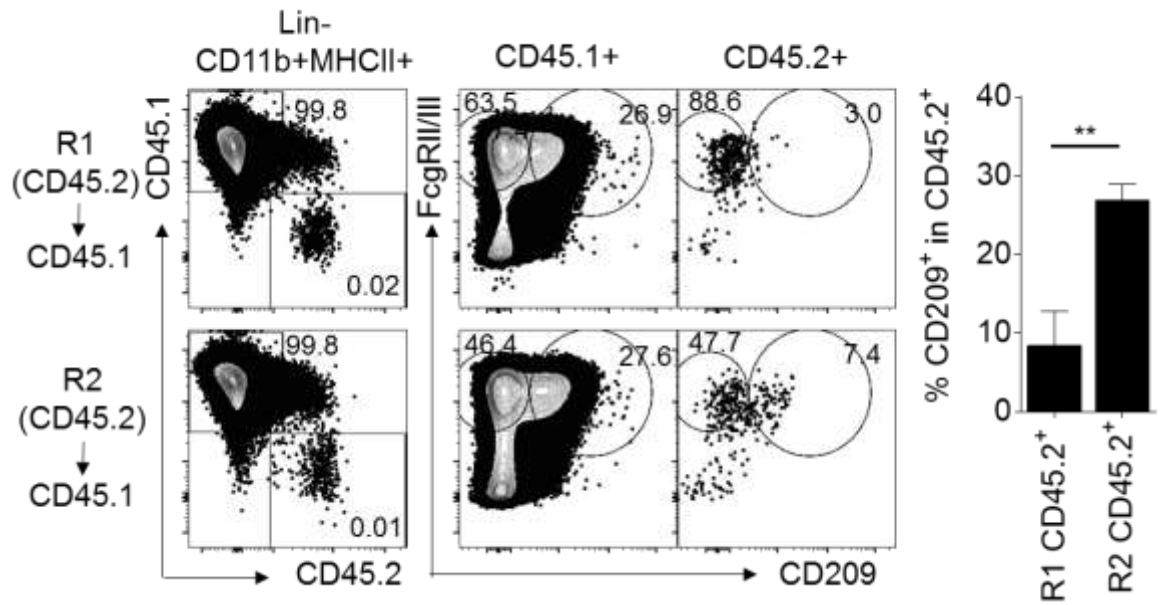 Lin-
CD11b+MHCII+
CD45.1+
CD45.2+
R1
(CD45.2)
CD45.1
CD45.1
99.8
0.02
FcgRII/III
63.5
26.9
88.6
3.0
R2
(CD45.2)
CD45.1
99.8
0.01
46.4
27.6
47.7
7.4
CD45.2
CD209
% CD209+ in CD45.2+
40
30
20
10
0
**
R1 CD45.2+
R2 CD45.2+